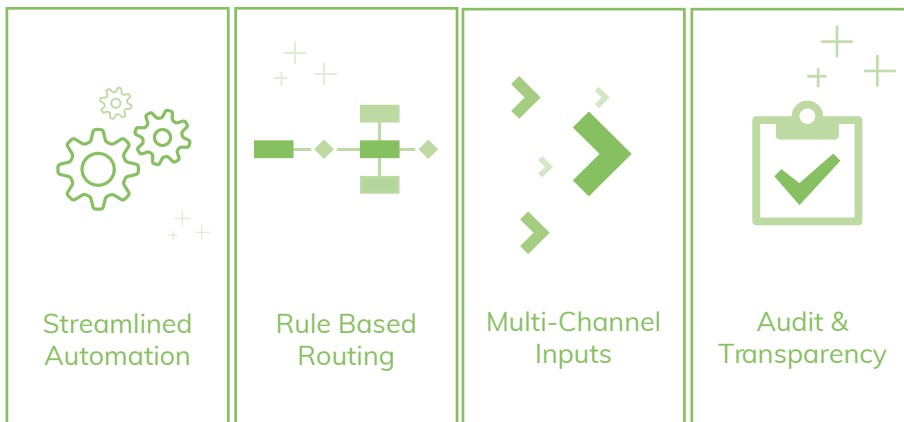 Streamlined
Automation
Rule Based
Routing
Multi-Channel
Inputs
Audit &
Transparency